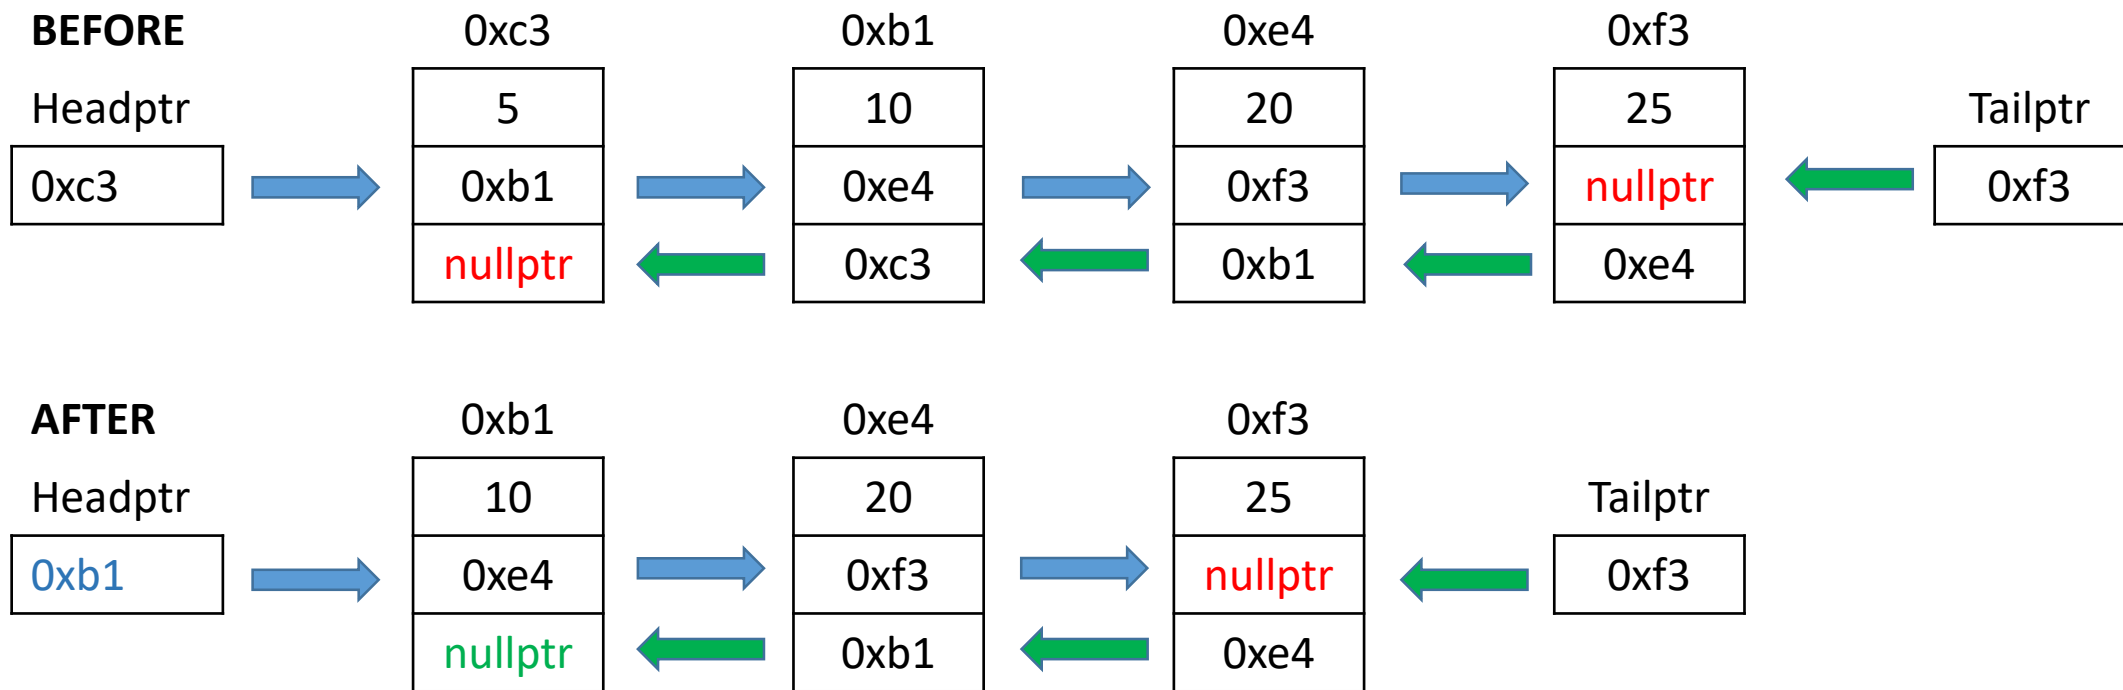 BEFORE 0xc3 0xb1 0xe4 0xf3
Headptr 5 10 20 25 Tailptr
0xc3 0xb1 0xe4 0xf3 nullptr 0xf3
nullptr 0xc3 0xb1 0xe4
AFTER 0xb1 0xe4 0xf3
Headptr 10 20 25 Tailptr
0xb1 0xe4 0xf3 nullptr 0xf3
nullptr 0xb1 0xe4